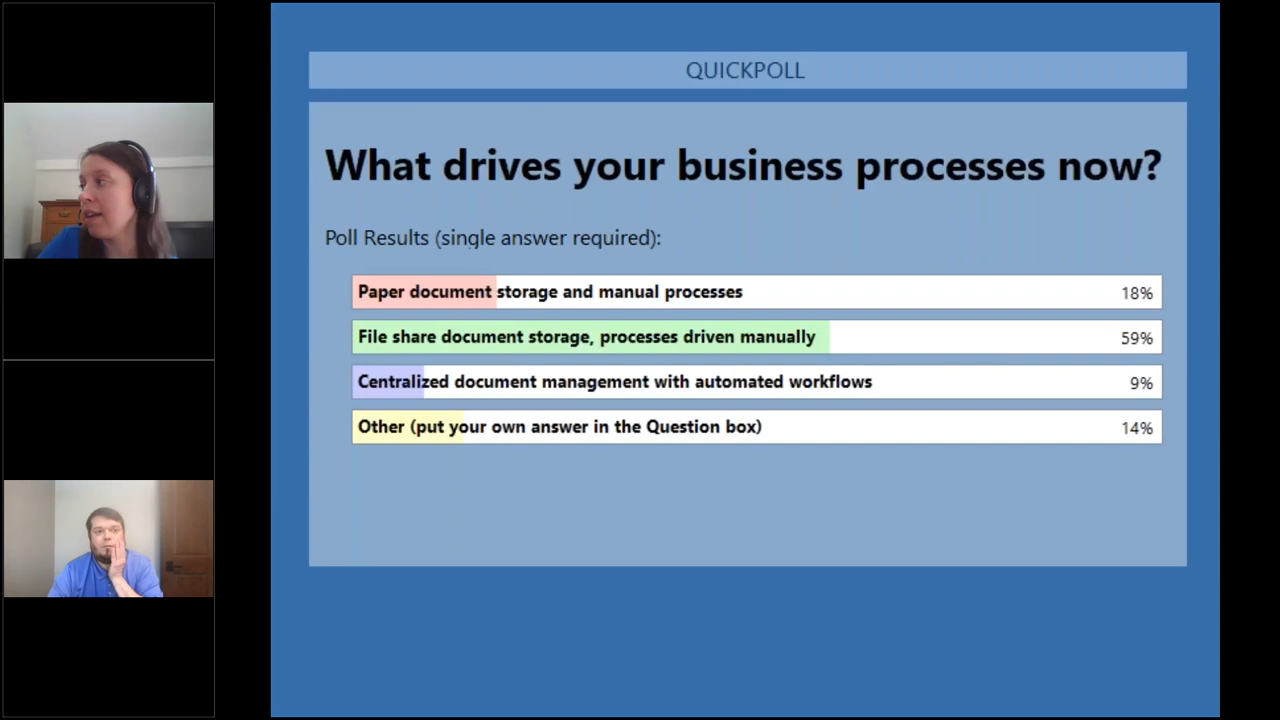 QUICKPOLL
What drives your business processes now?
Poll Results (single answer required):
Paper document storage and manual processes 18%
File share document storage, processes driven manually 59%
Centralized document management with automated workflows 9%
Other (put your own answer in the Question box) 14%